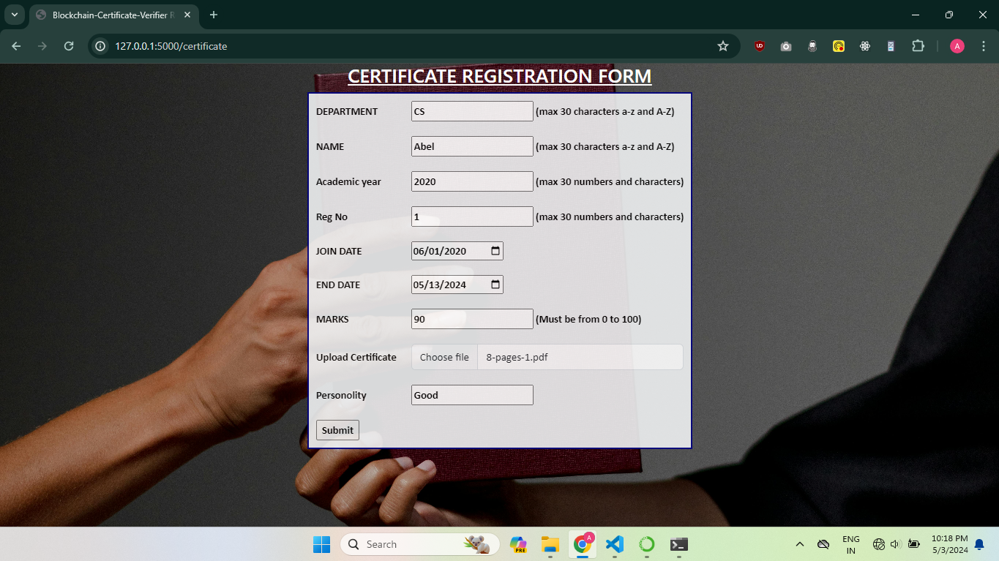 Blockchain-Certificate-Verifier R
127.0.0.1:5000/certificate
UD
A
CERTIFICATE REGISTRATION FORM
DEPARTMENT CS (max 30 characters a-z and A-Z)
NAME Abel (max 30 characters a-z and A-Z)
Academic year 2020 (max 30 numbers and characters)
Reg No 1 (max 30 numbers and characters)
JOIN DATE 06/01/2020
END DATE 05/13/2024
MARKS 90 (Must be from 0 to 100)
Upload Certificate Choose file 8-pages-1.pdf
Personolity Good
Submit
Search PRE A ENG 10:18 PM
IN 5/3/2024